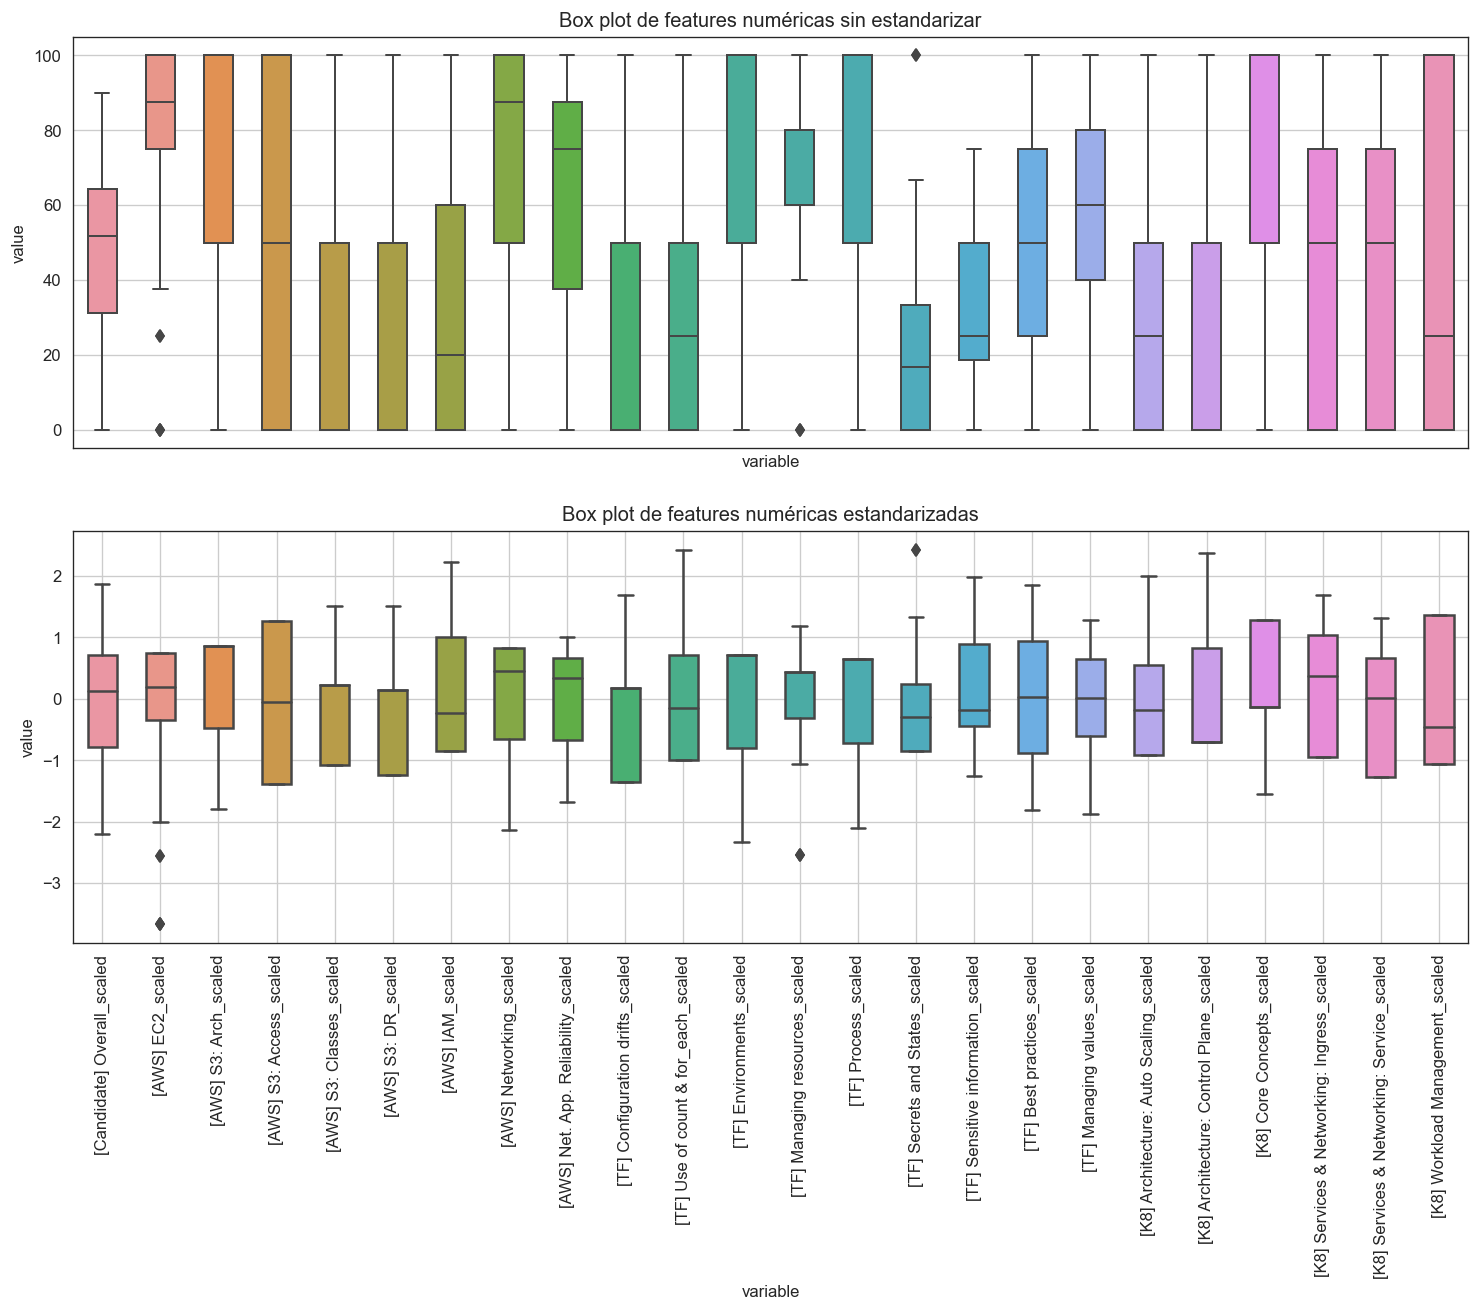 Box plot de features numéricas sin estandarizar
100
80
60
40
20
0
value
variable
Box plot de features numéricas estandarizadas
2
1
0
−1
−2
−3
value
[Candidate] Overall_scaled
[AWS] EC2_scaled
[AWS] S3: Arch_scaled
[AWS] S3: Access_scaled
[AWS] S3: Classes_scaled
[AWS] S3: DR_scaled
[AWS] IAM_scaled
[AWS] Networking_scaled
[AWS] Net. App. Reliability_scaled
[TF] Configuration drifts_scaled
[TF] Use of count & for_each_scaled
[TF] Environments_scaled
[TF] Managing resources_scaled
[TF] Process_scaled
[TF] Secrets and States_scaled
[TF] Sensitive information_scaled
[TF] Best practices_scaled
[TF] Managing values_scaled
[K8] Architecture: Auto Scaling_scaled
[K8] Architecture: Control Plane_scaled
[K8] Core Concepts_scaled
[K8] Services & Networking: Ingress_scaled
[K8] Services & Networking: Service_scaled
[K8] Workload Management_scaled
variable